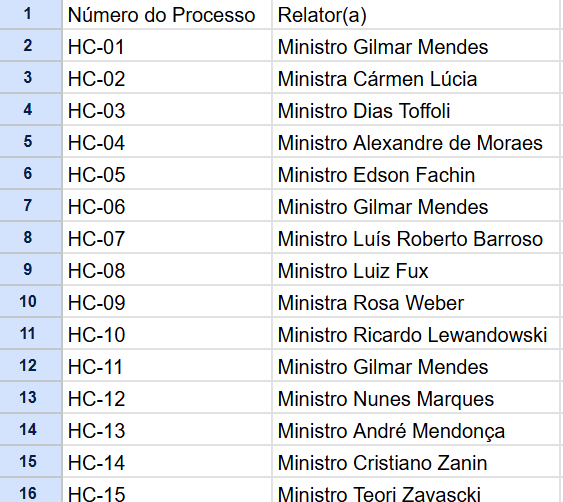 1 Número do Processo Relator(a)
2 HC-01 Ministro Gilmar Mendes
3 HC-02 Ministra Cármen Lúcia
4 HC-03 Ministro Dias Toffoli
5 HC-04 Ministro Alexandre de Moraes
6 HC-05 Ministro Edson Fachin
7 HC-06 Ministro Gilmar Mendes
8 HC-07 Ministro Luís Roberto Barroso
9 HC-08 Ministro Luiz Fux
10 HC-09 Ministra Rosa Weber
11 HC-10 Ministro Ricardo Lewandowski
12 HC-11 Ministro Gilmar Mendes
13 HC-12 Ministro Nunes Marques
14 HC-13 Ministro André Mendonça
15 HC-14 Ministro Cristiano Zanin
16 HC-15 Ministro Teori Zavascki